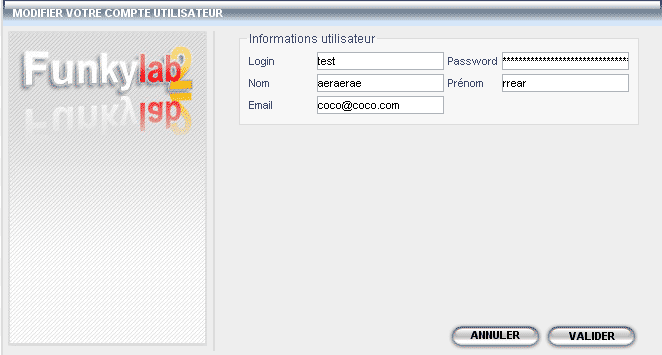 MODIFIER VOTRE COMPTE UTILISATEUR
Funkylab
Informations utilisateur
Login test Password *******************************
Nom aeraerae Prénom rrear
Email coco@coco.com
ANNULER VALIDER